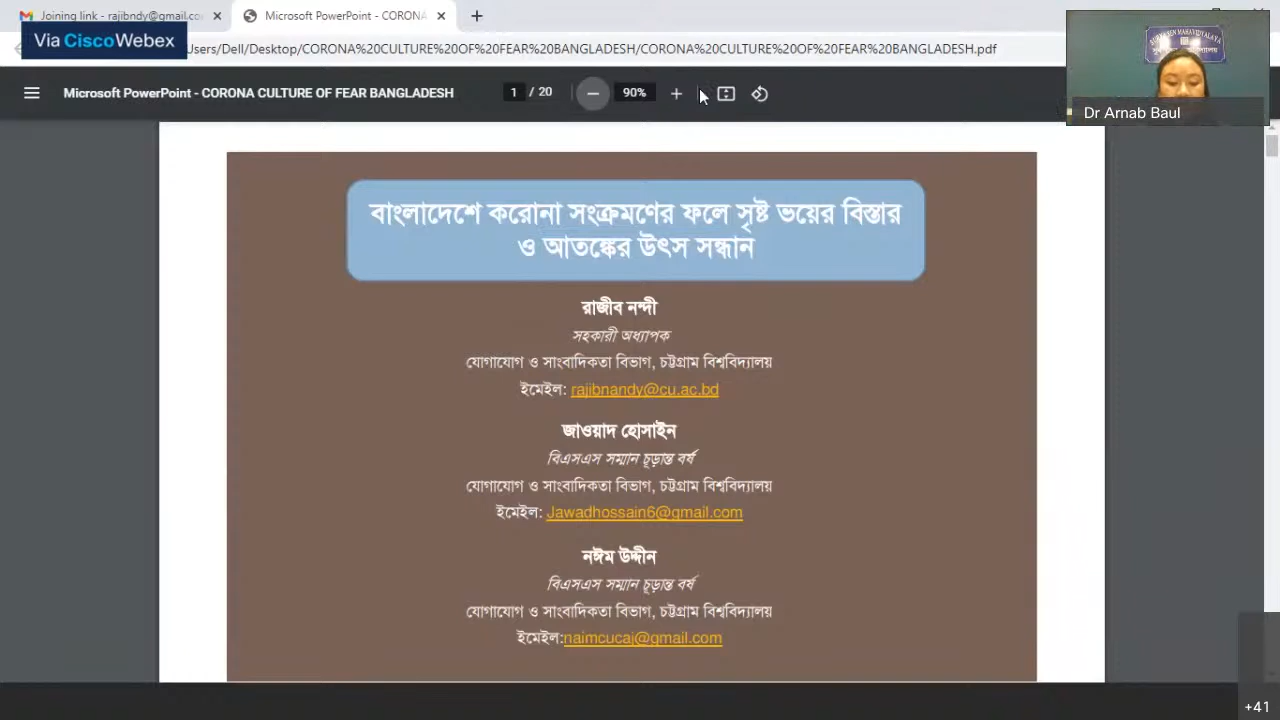 Joining link - rajibndy@gmail.co
Microsoft PowerPoint - CORONA
Via CiscoWebex
Jsers/Dell/Desktop/CORONA%20CULTURE%20OF%20FEAR%20BANGLADESH/CORONA%20CULTURE%20OF%20FEAR%20BANGLADESH.pdf
Microsoft PowerPoint - CORONA CULTURE OF FEAR BANGLADESH
1 / 20
90%
Dr Arnab Baul
বাংলাদেশে করোনা সংক্রমণের ফলে সৃষ্ট ভয়ের বিস্তার
ও আতঙ্কের উৎস সন্ধান
রাজীব নন্দী
সহকারী অধ্যাপক
যোগাযোগ ও সাংবাদিকতা বিভাগ, চট্টগ্রাম বিশ্ববিদ্যালয়
ইমেইল: rajibnandy@cu.ac.bd
জাওয়াদ হোসাইন
বিএসএস সম্মান চূড়ান্ত বর্ষ
যোগাযোগ ও সাংবাদিকতা বিভাগ, চট্টগ্রাম বিশ্ববিদ্যালয়
ইমেইল: Jawadhossain6@gmail.com
নঈম উদ্দীন
বিএসএস সম্মান চূড়ান্ত বর্ষ
যোগাযোগ ও সাংবাদিকতা বিভাগ, চট্টগ্রাম বিশ্ববিদ্যালয়
ইমেইল:naimcucaj@gmail.com
+41